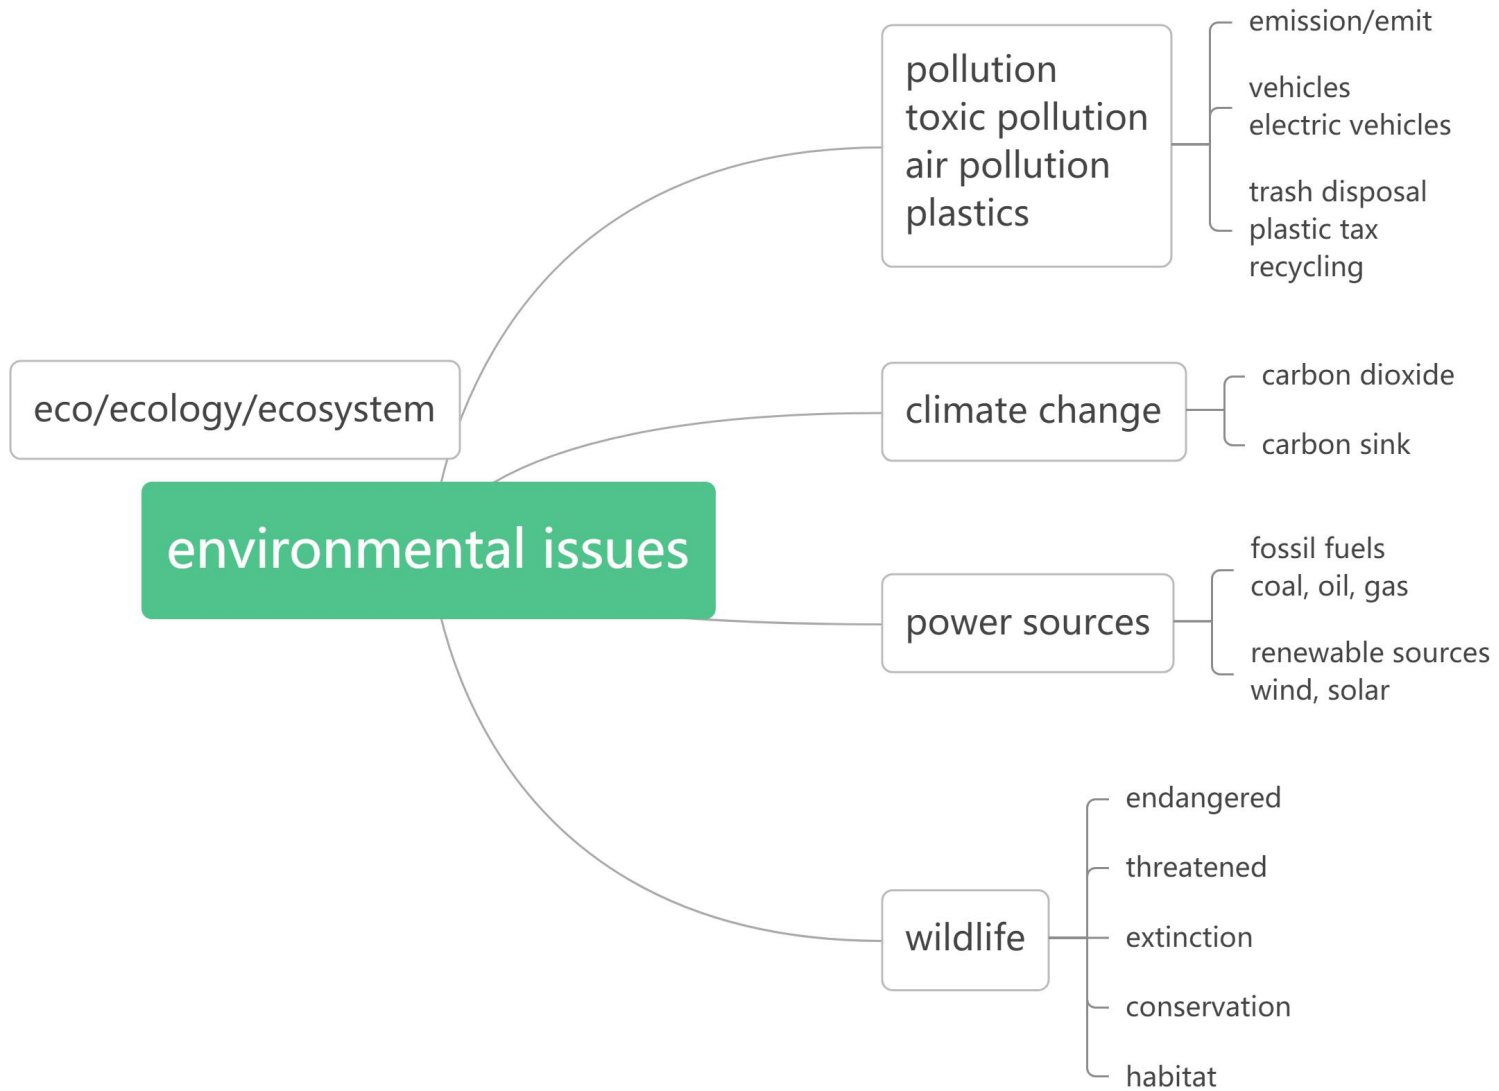 eco/ecology/ecosystem
environmental issues
pollution
toxic pollution
air pollution
plastics
emission/emit
vehicles
electric vehicles
trash disposal
plastic tax
recycling
climate change
carbon dioxide
carbon sink
power sources
fossil fuels
coal, oil, gas
renewable sources
wind, solar
wildlife
endangered
threatened
extinction
conservation
habitat